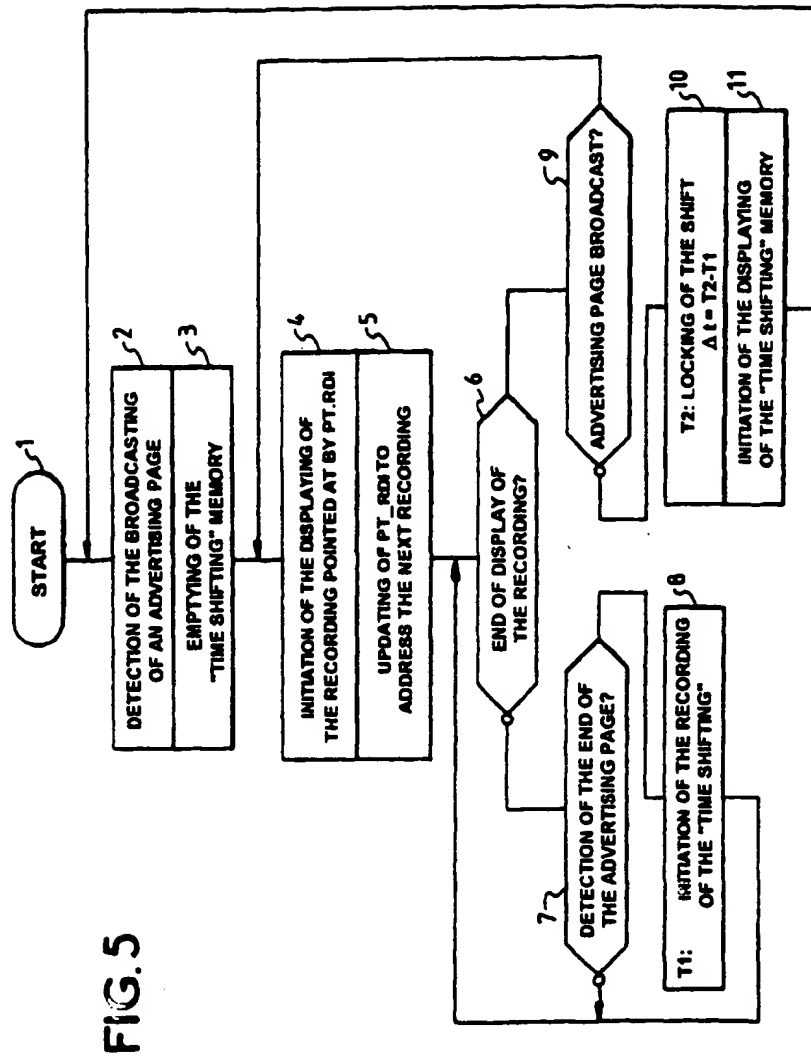 FIG. 5
START
1
DETECTION OF THE BROADCASTING
OF AN ADVERTISING PAGE
2
EMPTYING OF THE
"TIME SHIFTING" MEMORY
3
INITIATION OF THE DISPLAYING OF
THE RECORDING POINTED AT BY PT.RDI
4
UPDATING OF PT_RDI TO
ADDRESS THE NEXT RECORDING
5
END OF DISPLAY OF
THE RECORDING?
6
DETECTION OF THE END OF
THE ADVERTISING PAGE?
7
T1: INITIATION OF THE RECORDING
OF THE "TIME SHIFTING"
8
ADVERTISING PAGE BROADCAST?
9
T2: LOCKING OF THE SHIFT
Δt = T2-T1
10
INITIATION OF THE DISPLAYING
OF THE "TIME SHIFTING" MEMORY
11